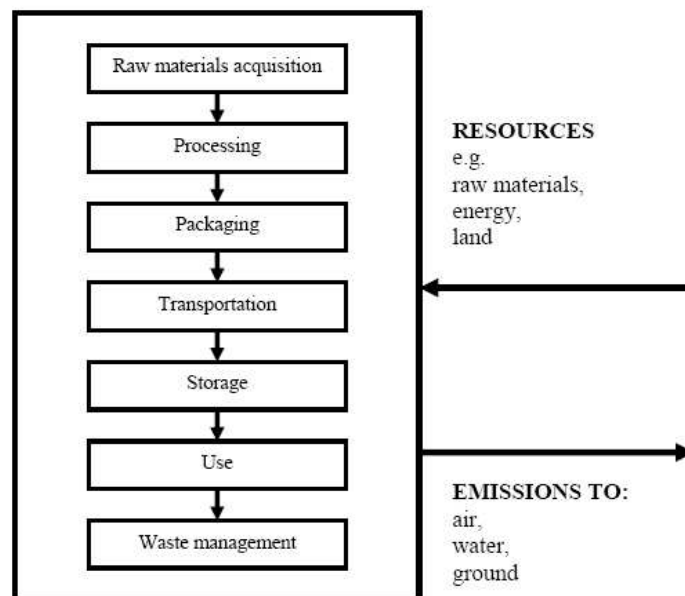 Raw materials acquisition
Processing
Packaging
Transportation
Storage
Use
Waste management
RESOURCES
e.g.
raw materials,
energy,
land
EMISSIONS TO:
air,
water,
ground